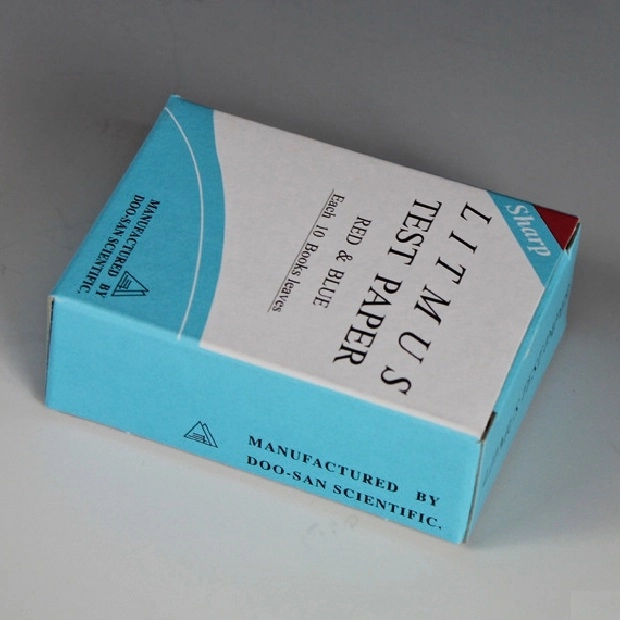 Sharp
LITMUS
TEST PAPER
RED & BLUE
Each 10 Books leaves
MANUFACTURED BY
DOO-SAN SCIENTIFIC.
MANUFACTURED BY
DOO-SAN SCIENTIFIC.